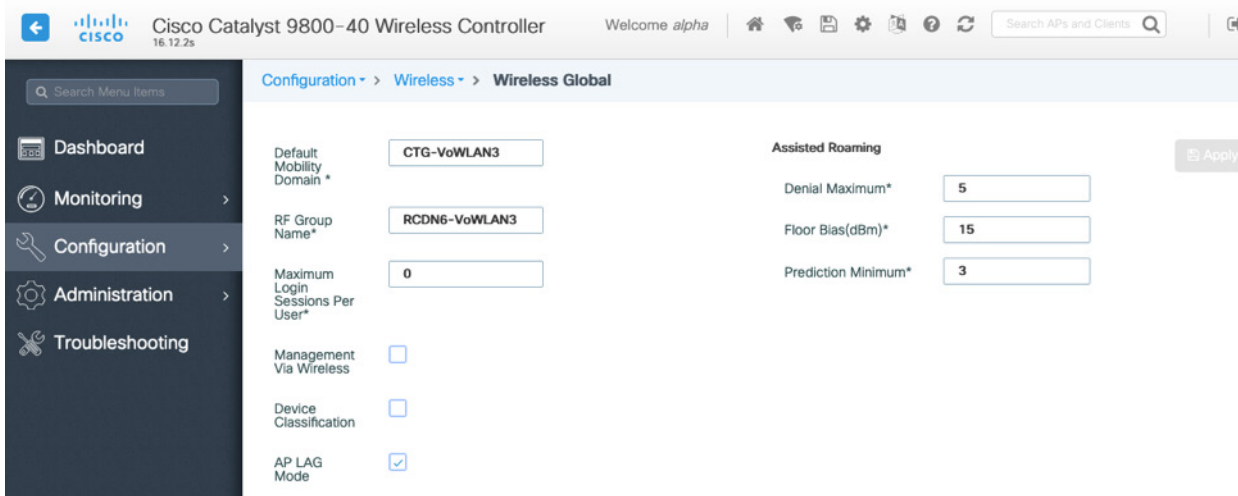 CISCO
Cisco Catalyst 9800-40 Wireless Controller
16.12.2s
Welcome alpha
Search APs and Clients
Search Menu Items
Dashboard
Monitoring
Configuration
Administration
Troubleshooting
Configuration > Wireless > Wireless Global
Default
Mobility
Domain *
CTG-VoWLAN3
RF Group
Name*
RCDN6-VoWLAN3
Maximum
Login
Sessions Per
User*
0
Management
Via Wireless
Device
Classification
AP LAG
Mode
Assisted Roaming
Denial Maximum*
5
Floor Bias(dBm)*
15
Prediction Minimum*
3
Apply